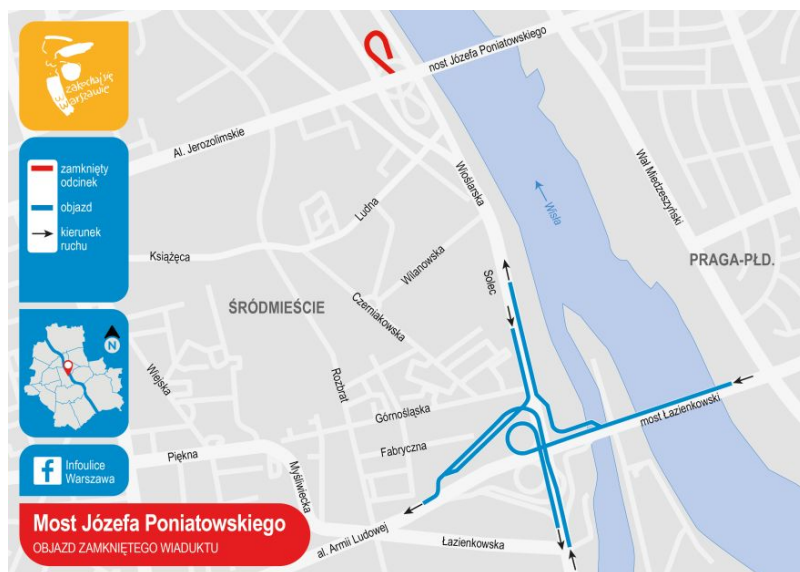 zakochaj się
w
Warszawie
zamknięty
odcinek
objazd
kierunek
ruchu
N
Infoulice
Warszawa
Most Józefa Poniatowskiego
OBJAZD ZAMKNIĘTEGO WIADUKTU
most Józefa Poniatowskiego
Al. Jerozolimskie
Wioślarska
Wał Miedzeszyński
Ludna
Wisła
Książęca
Wilanowska
PRAGA-PŁD.
Solec
ŚRÓDMIEŚCIE
Czerniakowska
Wiejska
Rozbrat
Górnośląska
most Łazienkowski
Fabryczna
Piękna
Myśliwiecka
al. Armii Ludowej
Łazienkowska